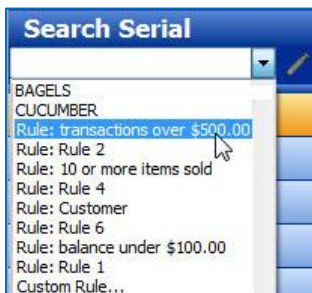 Search Serial
BAGELS
CUCUMBER
Rule: transactions over $500.00
Rule: Rule 2
Rule: 10 or more items sold
Rule: Rule 4
Rule: Customer
Rule: Rule 6
Rule: balance under $100.00
Rule: Rule 1
Custom Rule...